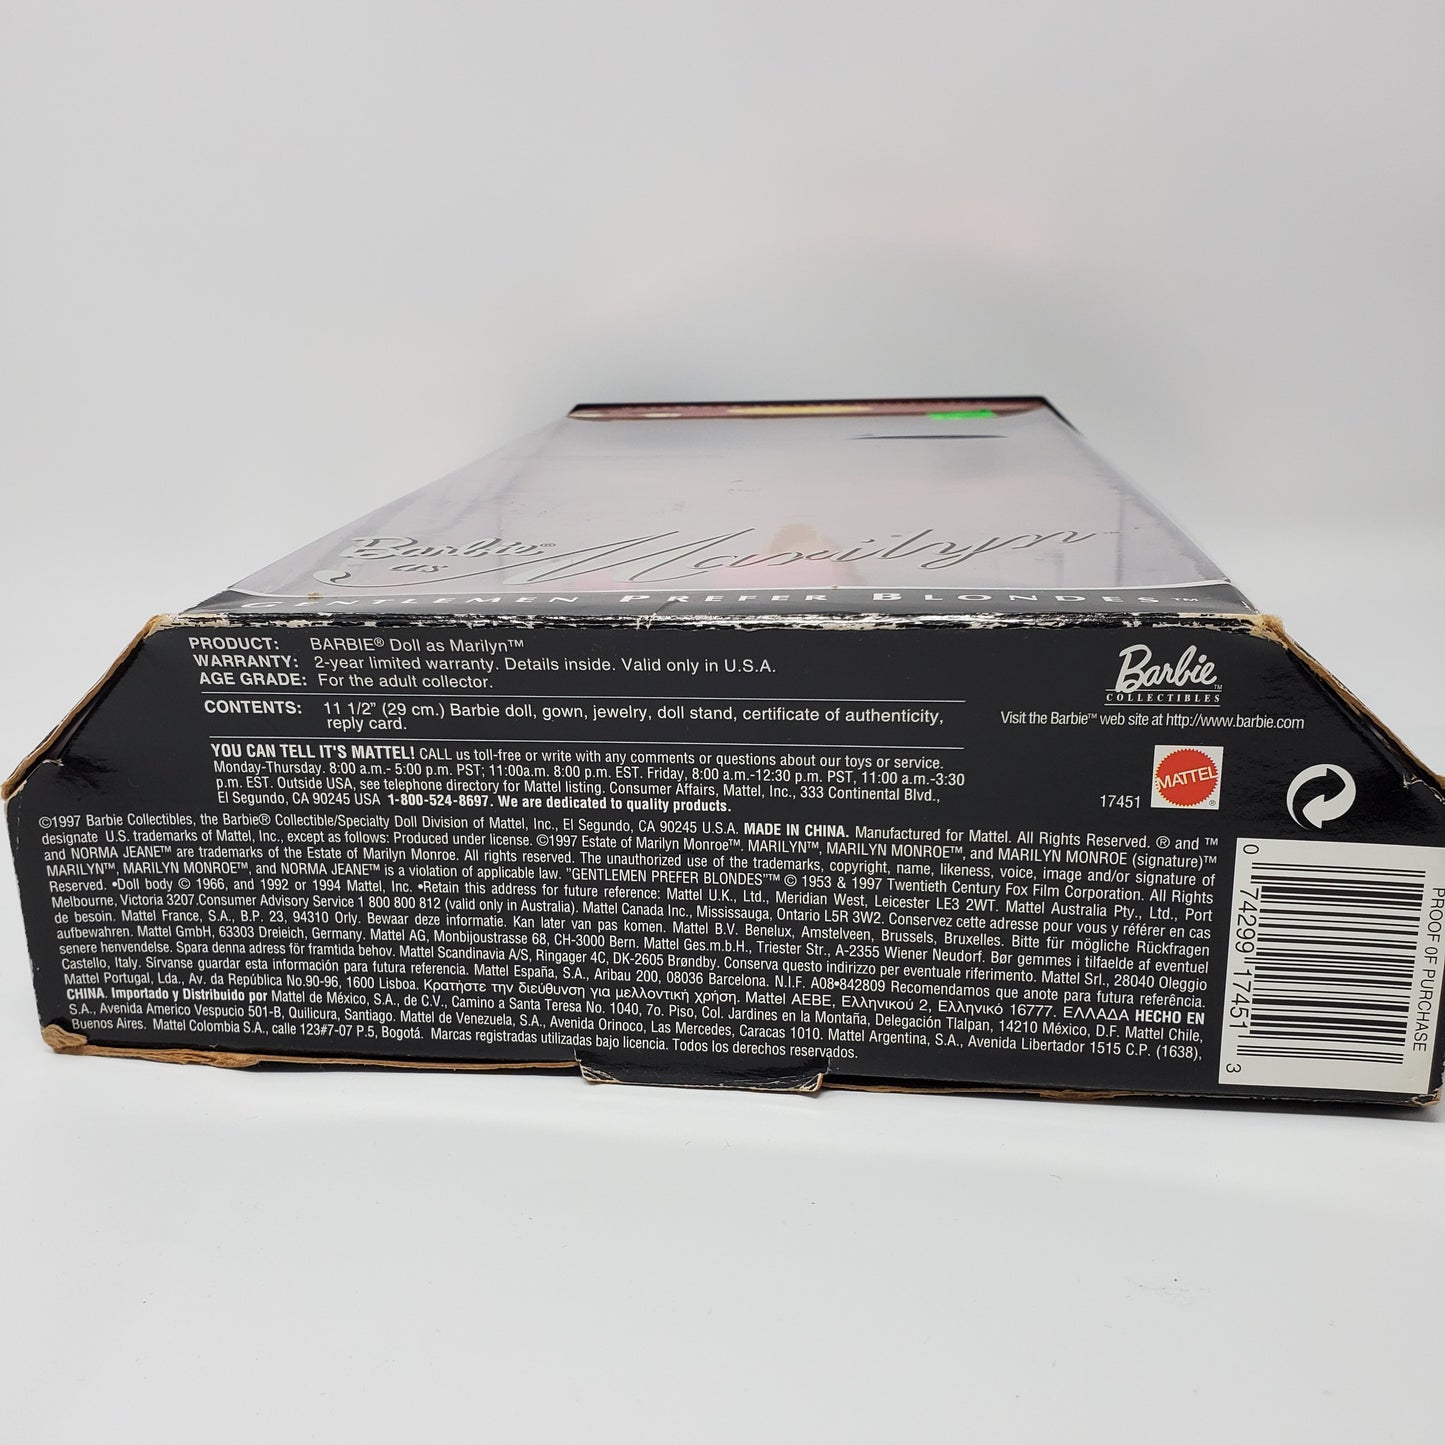 Barbie®
as Marilyn™
GENTLEMEN PREFER BLONDES™
PRODUCT: BARBIE® Doll as Marilyn™
WARRANTY: 2-year limited warranty. Details inside. Valid only in U.S.A.
AGE GRADE: For the adult collector.
CONTENTS: 11 1/2" (29 cm.) Barbie doll, gown, jewelry, doll stand, certificate of authenticity,
reply card.
YOU CAN TELL IT'S MATTEL! CALL us toll-free or write with any comments or questions about our toys or service.
Monday-Thursday. 8:00 a.m.- 5:00 p.m. PST; 11:00a.m. 8:00 p.m. EST. Friday, 8:00 a.m.-12:30 p.m. PST, 11:00 a.m.-3:30
p.m. EST. Outside USA, see telephone directory for Mattel listing. Consumer Affairs, Mattel, Inc., 333 Continental Blvd.,
El Segundo, CA 90245 USA 1-800-524-8697. We are dedicated to quality products.
Barbie™
COLLECTIBLES
Visit the Barbie™ web site at http://www.barbie.com
17451
MATTEL®
©1997 Barbie Collectibles, the Barbie® Collectible/Specialty Doll Division of Mattel, Inc., El Segundo, CA 90245 U.S.A. MADE IN CHINA. Manufactured for Mattel. All Rights Reserved. ® and ™
designate U.S. trademarks of Mattel, Inc., except as follows: Produced under license. ©1997 Estate of Marilyn Monroe™. MARILYN™, MARILYN MONROE™, and MARILYN MONROE (signature)™
and NORMA JEANE™ are trademarks of the Estate of Marilyn Monroe. All rights reserved. The unauthorized use of the trademarks, copyright, name, likeness, voice, image and/or signature of
MARILYN™, MARILYN MONROE™, and NORMA JEANE™ is a violation of applicable law. "GENTLEMEN PREFER BLONDES"™ © 1953 & 1997 Twentieth Century Fox Film Corporation. All Rights
Reserved. •Doll body © 1966, and 1992 or 1994 Mattel, Inc. •Retain this address for future reference: Mattel U.K., Ltd., Meridian West, Leicester LE3 2WT. Mattel Australia Pty., Ltd., Port
Melbourne, Victoria 3207.Consumer Advisory Service 1 800 800 812 (valid only in Australia). Mattel Canada Inc., Mississauga, Ontario L5R 3W2. Conservez cette adresse pour vous y référer en cas
de besoin. Mattel France, S.A., B.P. 23, 94310 Orly. Bewaar deze informatie. Kan later van pas komen. Mattel B.V. Benelux, Amstelveen, Brussels, Bruxelles. Bitte für mögliche Rückfragen
aufbewahren. Mattel GmbH, 63303 Dreieich, Germany. Mattel AG, Monbijoustrasse 68, CH-3000 Bern. Mattel Ges.m.b.H., Triester Str., A-2355 Wiener Neudorf. Bør gemmes i tilfælde af eventuel
senere henvendelse. Spara denna adress för framtida behov. Mattel Scandinavia A/S, Ringager 4C, DK-2605 Brøndby. Conserva questo indirizzo per eventuale riferimento. Mattel Srl., 28040 Oleggio
Castello, Italy. Sírvanse guardar esta información para futura referencia. Mattel España, S.A., Aribau 200, 08036 Barcelona. N.I.F. A08•842809 Recomendamos que anote para futura referência.
Mattel Portugal, Lda., Av. da República No.90-96, 1600 Lisboa. Κρατήστε την διεύθυνση για μελλοντική χρήση. Mattel AEBE, Ελληνικού 2, Ελληνικό 16777. ΕΛΛΑΔΑ HECHO EN
CHINA. Importado y Distribuido por Mattel de México, S.A., de C.V., Camino a Santa Teresa No. 1040, 7o. Piso, Col. Jardines en la Montaña, Delegación Tlalpan, 14210 México, D.F. Mattel Chile,
S.A., Avenida Americo Vespucio 501-B, Quilicura, Santiago. Mattel de Venezuela, S.A., Avenida Orinoco, Las Mercedes, Caracas 1010. Mattel Argentina, S.A., Avenida Libertador 1515 C.P. (1638),
Buenos Aires. Mattel Colombia S.A., calle 123#7-07 P.5, Bogotá. Marcas registradas utilizadas bajo licencia. Todos los derechos reservados.
0 74299 17451 3
PROOF OF PURCHASE